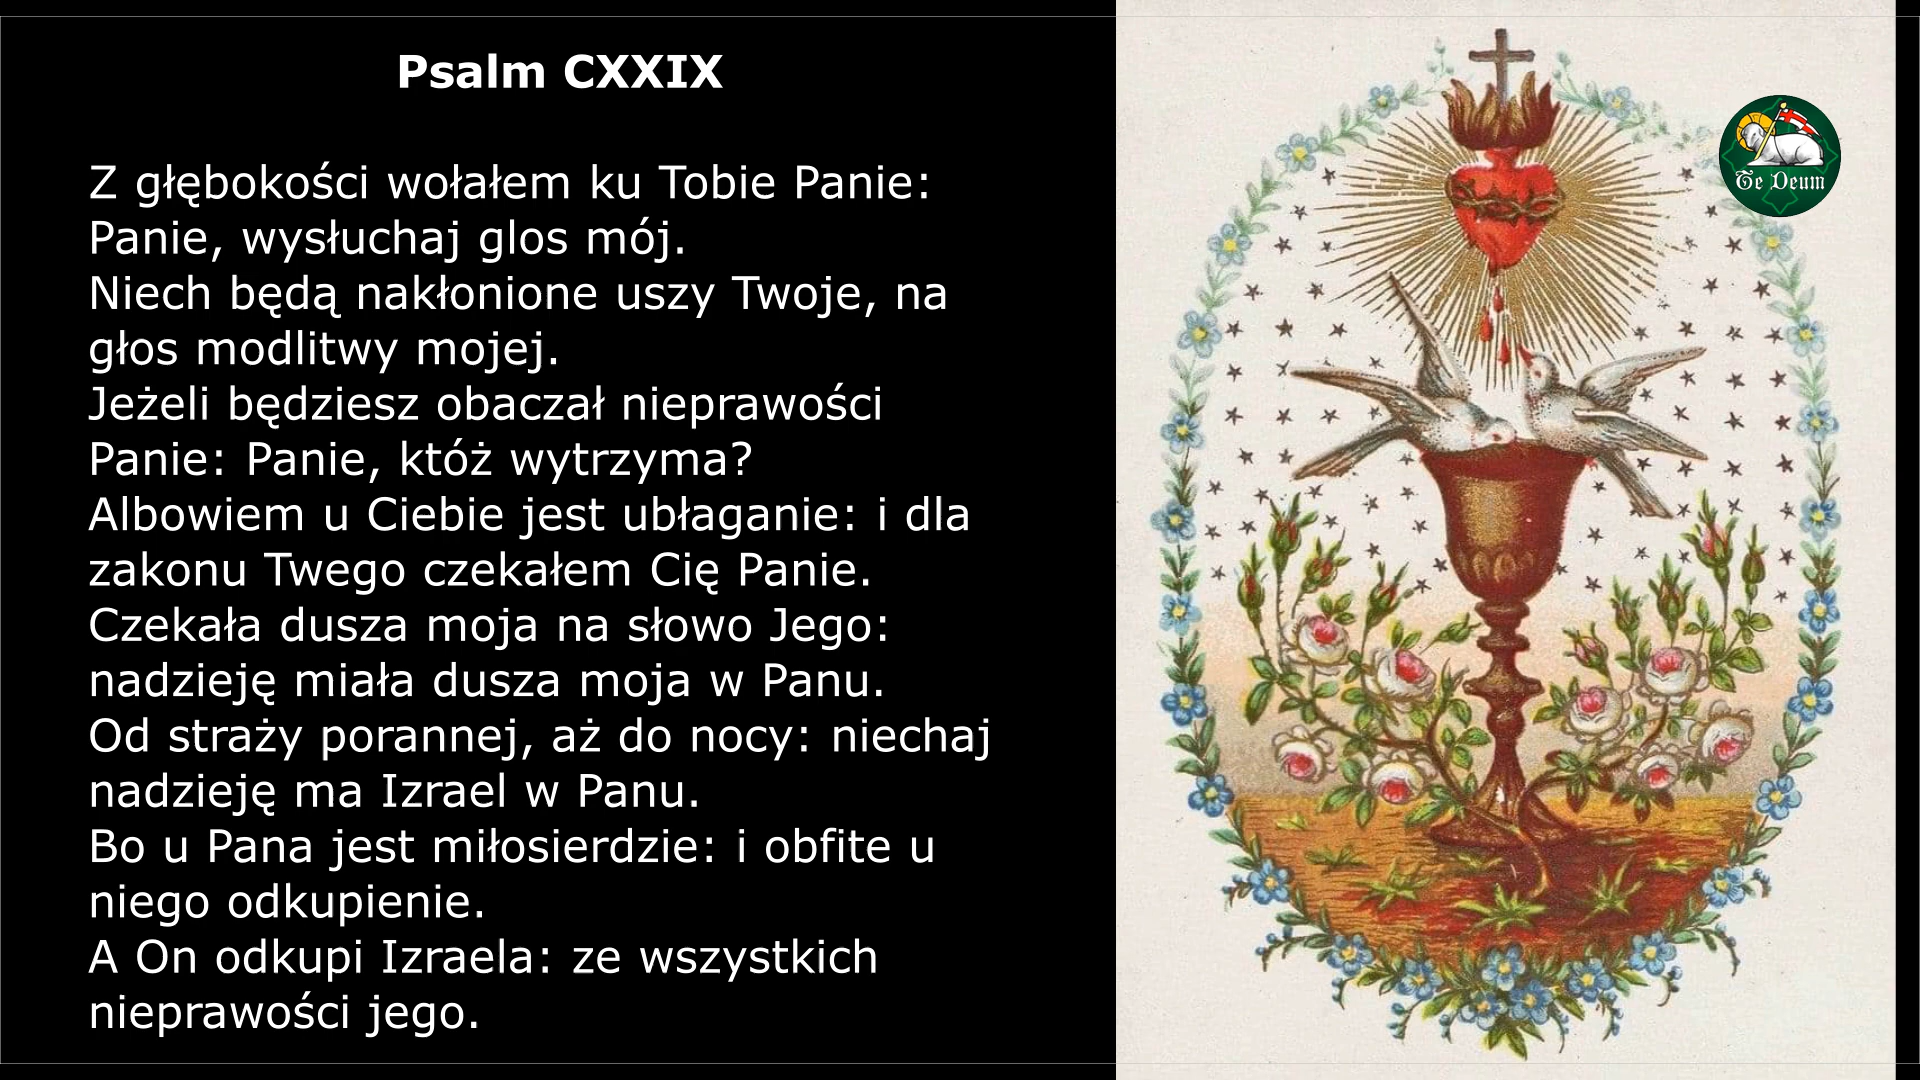 Psalm CXXIX
Z głębokości wołałem ku Tobie Panie:
Panie, wysłuchaj glos mój.
Niech będą nakłonione uszy Twoje, na
głos modlitwy mojej.
Jeżeli będziesz obaczał nieprawości
Panie: Panie, któż wytrzyma?
Albowiem u Ciebie jest ubłaganie: i dla
zakonu Twego czekałem Cię Panie.
Czekała dusza moja na słowo Jego:
nadzieję miała dusza moja w Panu.
Od straży porannej, aż do nocy: niechaj
nadzieję ma Izrael w Panu.
Bo u Pana jest miłosierdzie: i obfite u
niego odkupienie.
A On odkupi Izraela: ze wszystkich
nieprawości jego.
Te Deum